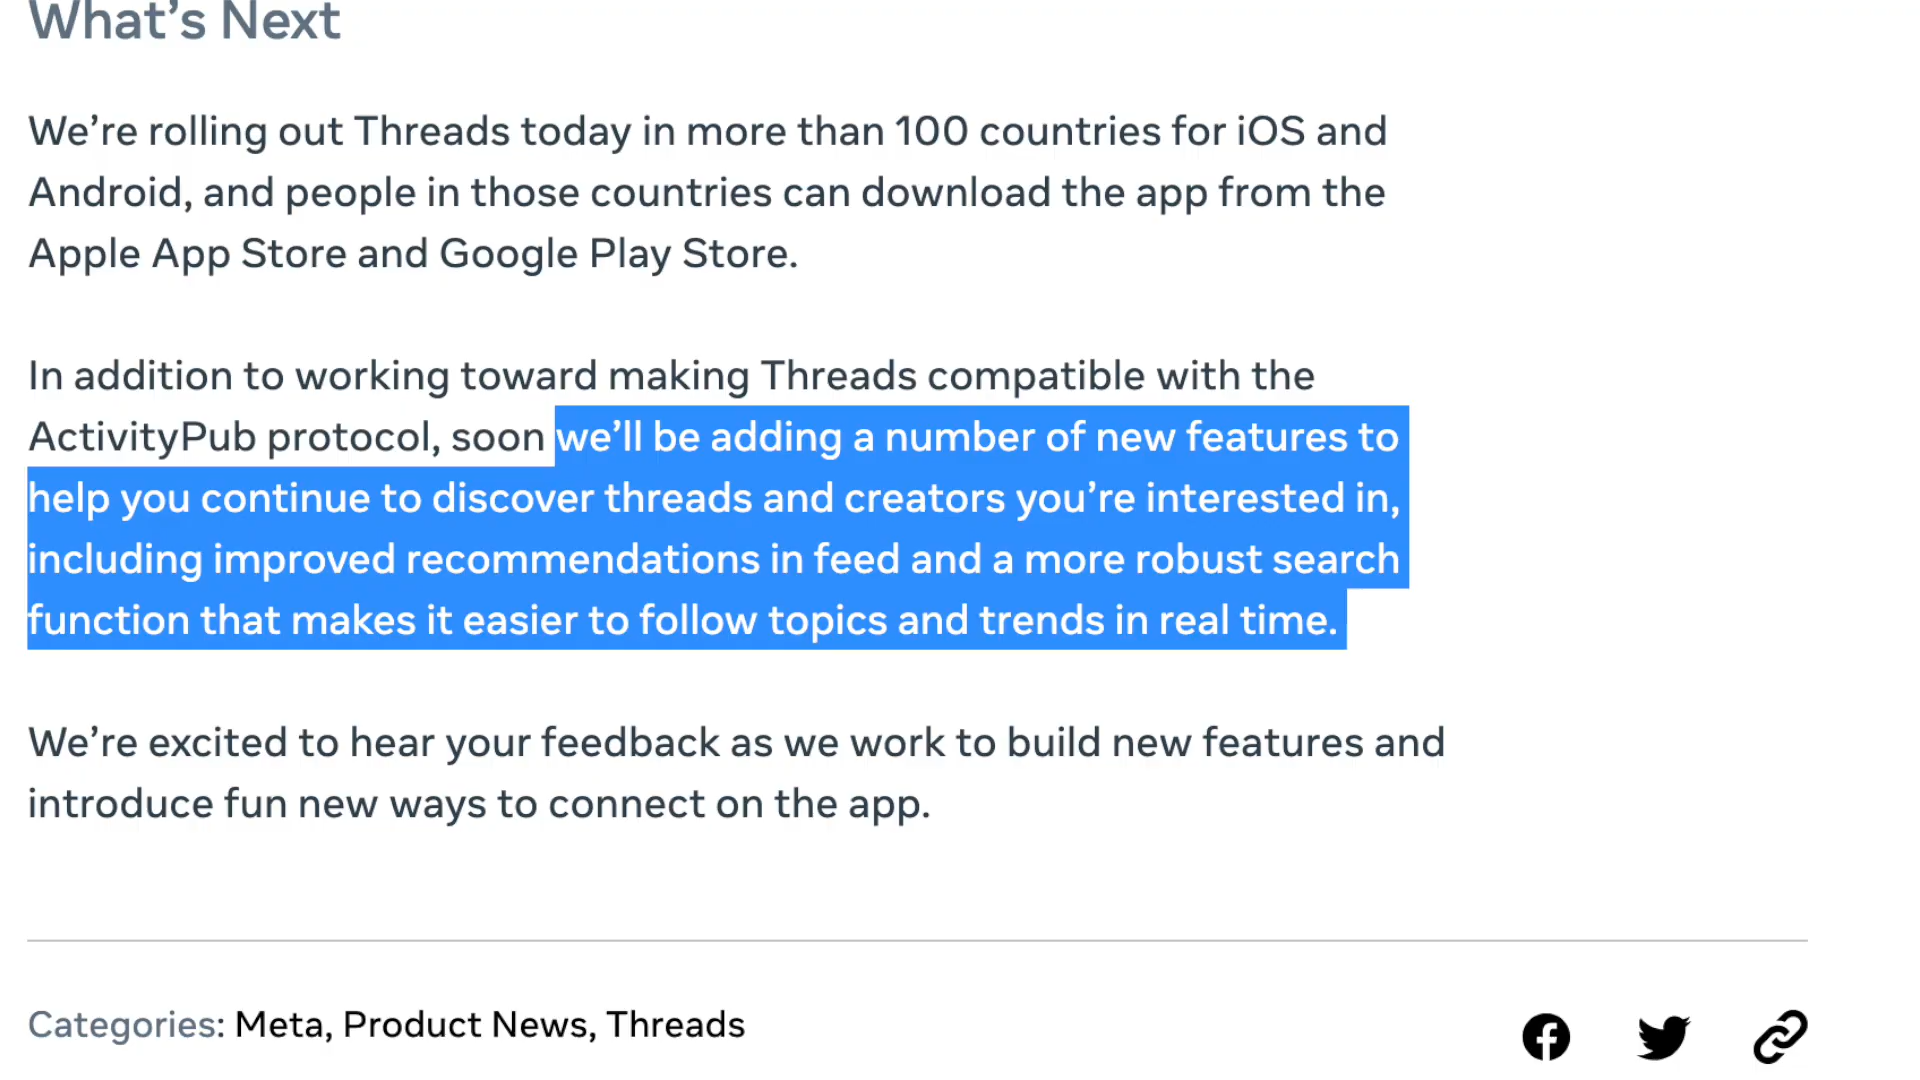 What’s Next
We’re rolling out Threads today in more than 100 countries for iOS and
Android, and people in those countries can download the app from the
Apple App Store and Google Play Store.
In addition to working toward making Threads compatible with the
ActivityPub protocol, soon we’ll be adding a number of new features to
help you continue to discover threads and creators you’re interested in,
including improved recommendations in feed and a more robust search
function that makes it easier to follow topics and trends in real time.
We’re excited to hear your feedback as we work to build new features and
introduce fun new ways to connect on the app.
Categories: Meta, Product News, Threads